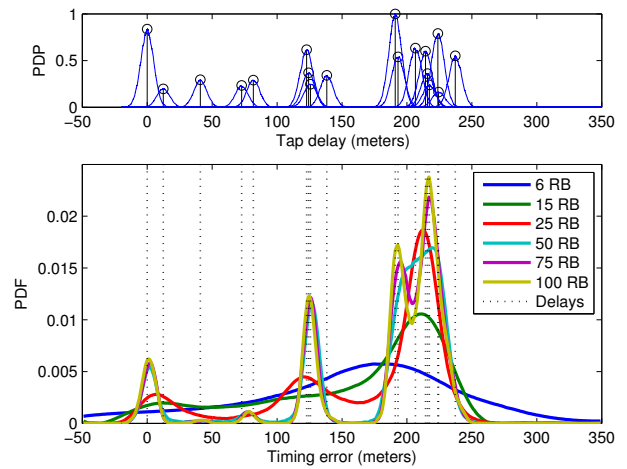 PDP
1
0.5
0
−50 0 50 100 150 200 250 300 350
Tap delay (meters)
PDF
0.02
0.015
0.01
0.005
0
−50 0 50 100 150 200 250 300 350
Timing error (meters)
6 RB
15 RB
25 RB
50 RB
75 RB
100 RB
Delays